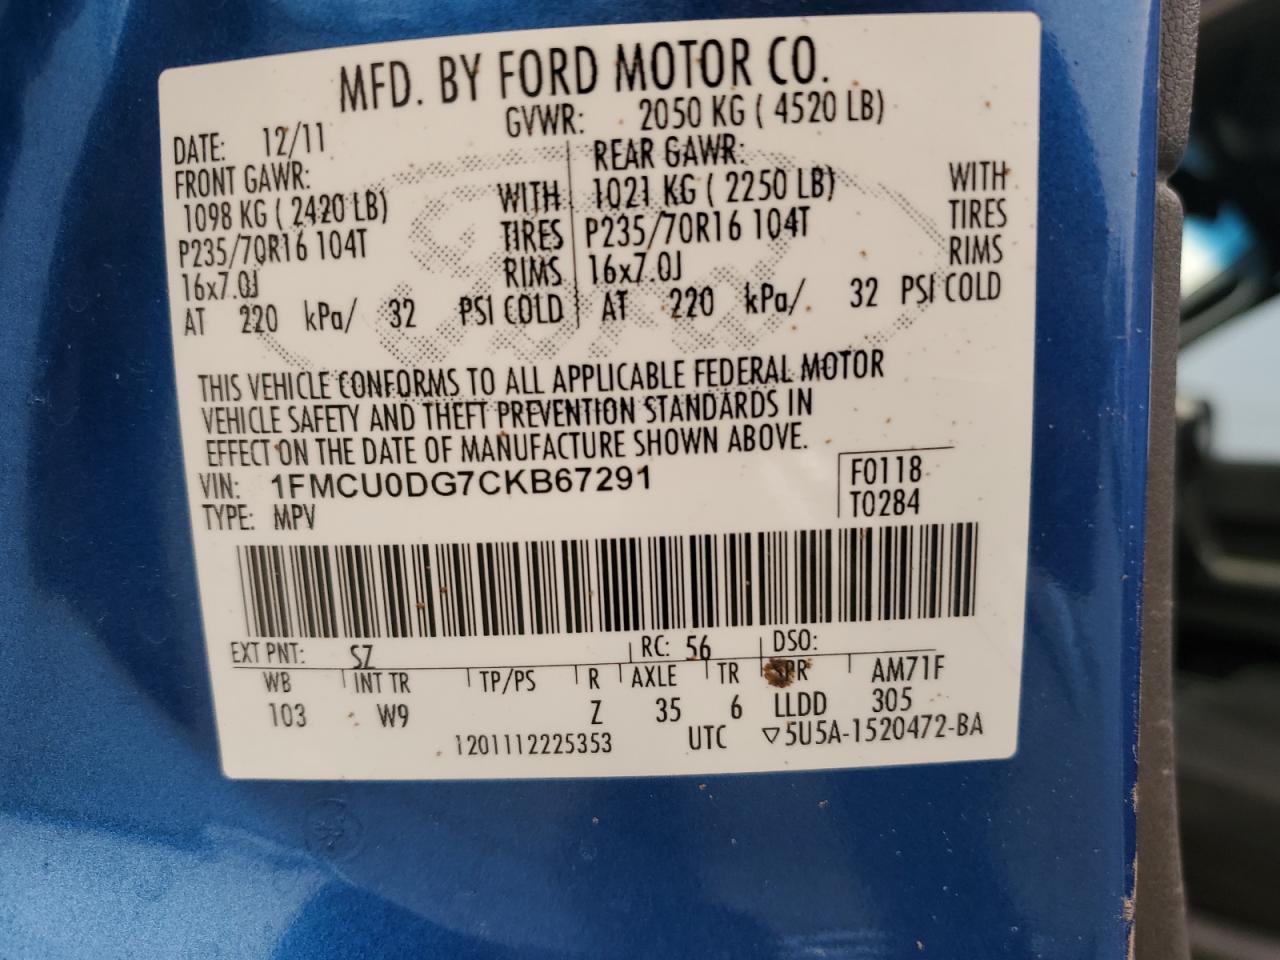 MFD. BY FORD MOTOR CO.
DATE: 12/11 GVWR: 2050 KG ( 4520 LB)
FRONT GAWR: REAR GAWR:
1098 KG ( 2420 LB) WITH 1021 KG ( 2250 LB) WITH
P235/70R16 104T TIRES P235/70R16 104T TIRES
16x7.0J RIMS 16x7.0J RIMS
AT 220 kPa/ 32 PSI COLD AT 220 kPa/. 32 PSI COLD
THIS VEHICLE CONFORMS TO ALL APPLICABLE FEDERAL MOTOR
VEHICLE SAFETY AND THEFT PREVENTION STANDARDS IN
EFFECT ON THE DATE OF MANUFACTURE SHOWN ABOVE.
VIN: 1FMCU0DG7CKB67291 F0118
TYPE: MPV T0284
EXT PNT: SZ RC: 56 DSO:
WB INT TR TP/PS R AXLE TR SPR AM71F
103 W9 Z 35 6 LLDD 305
1201112225353 UTC ▽5U5A-1520472-BA